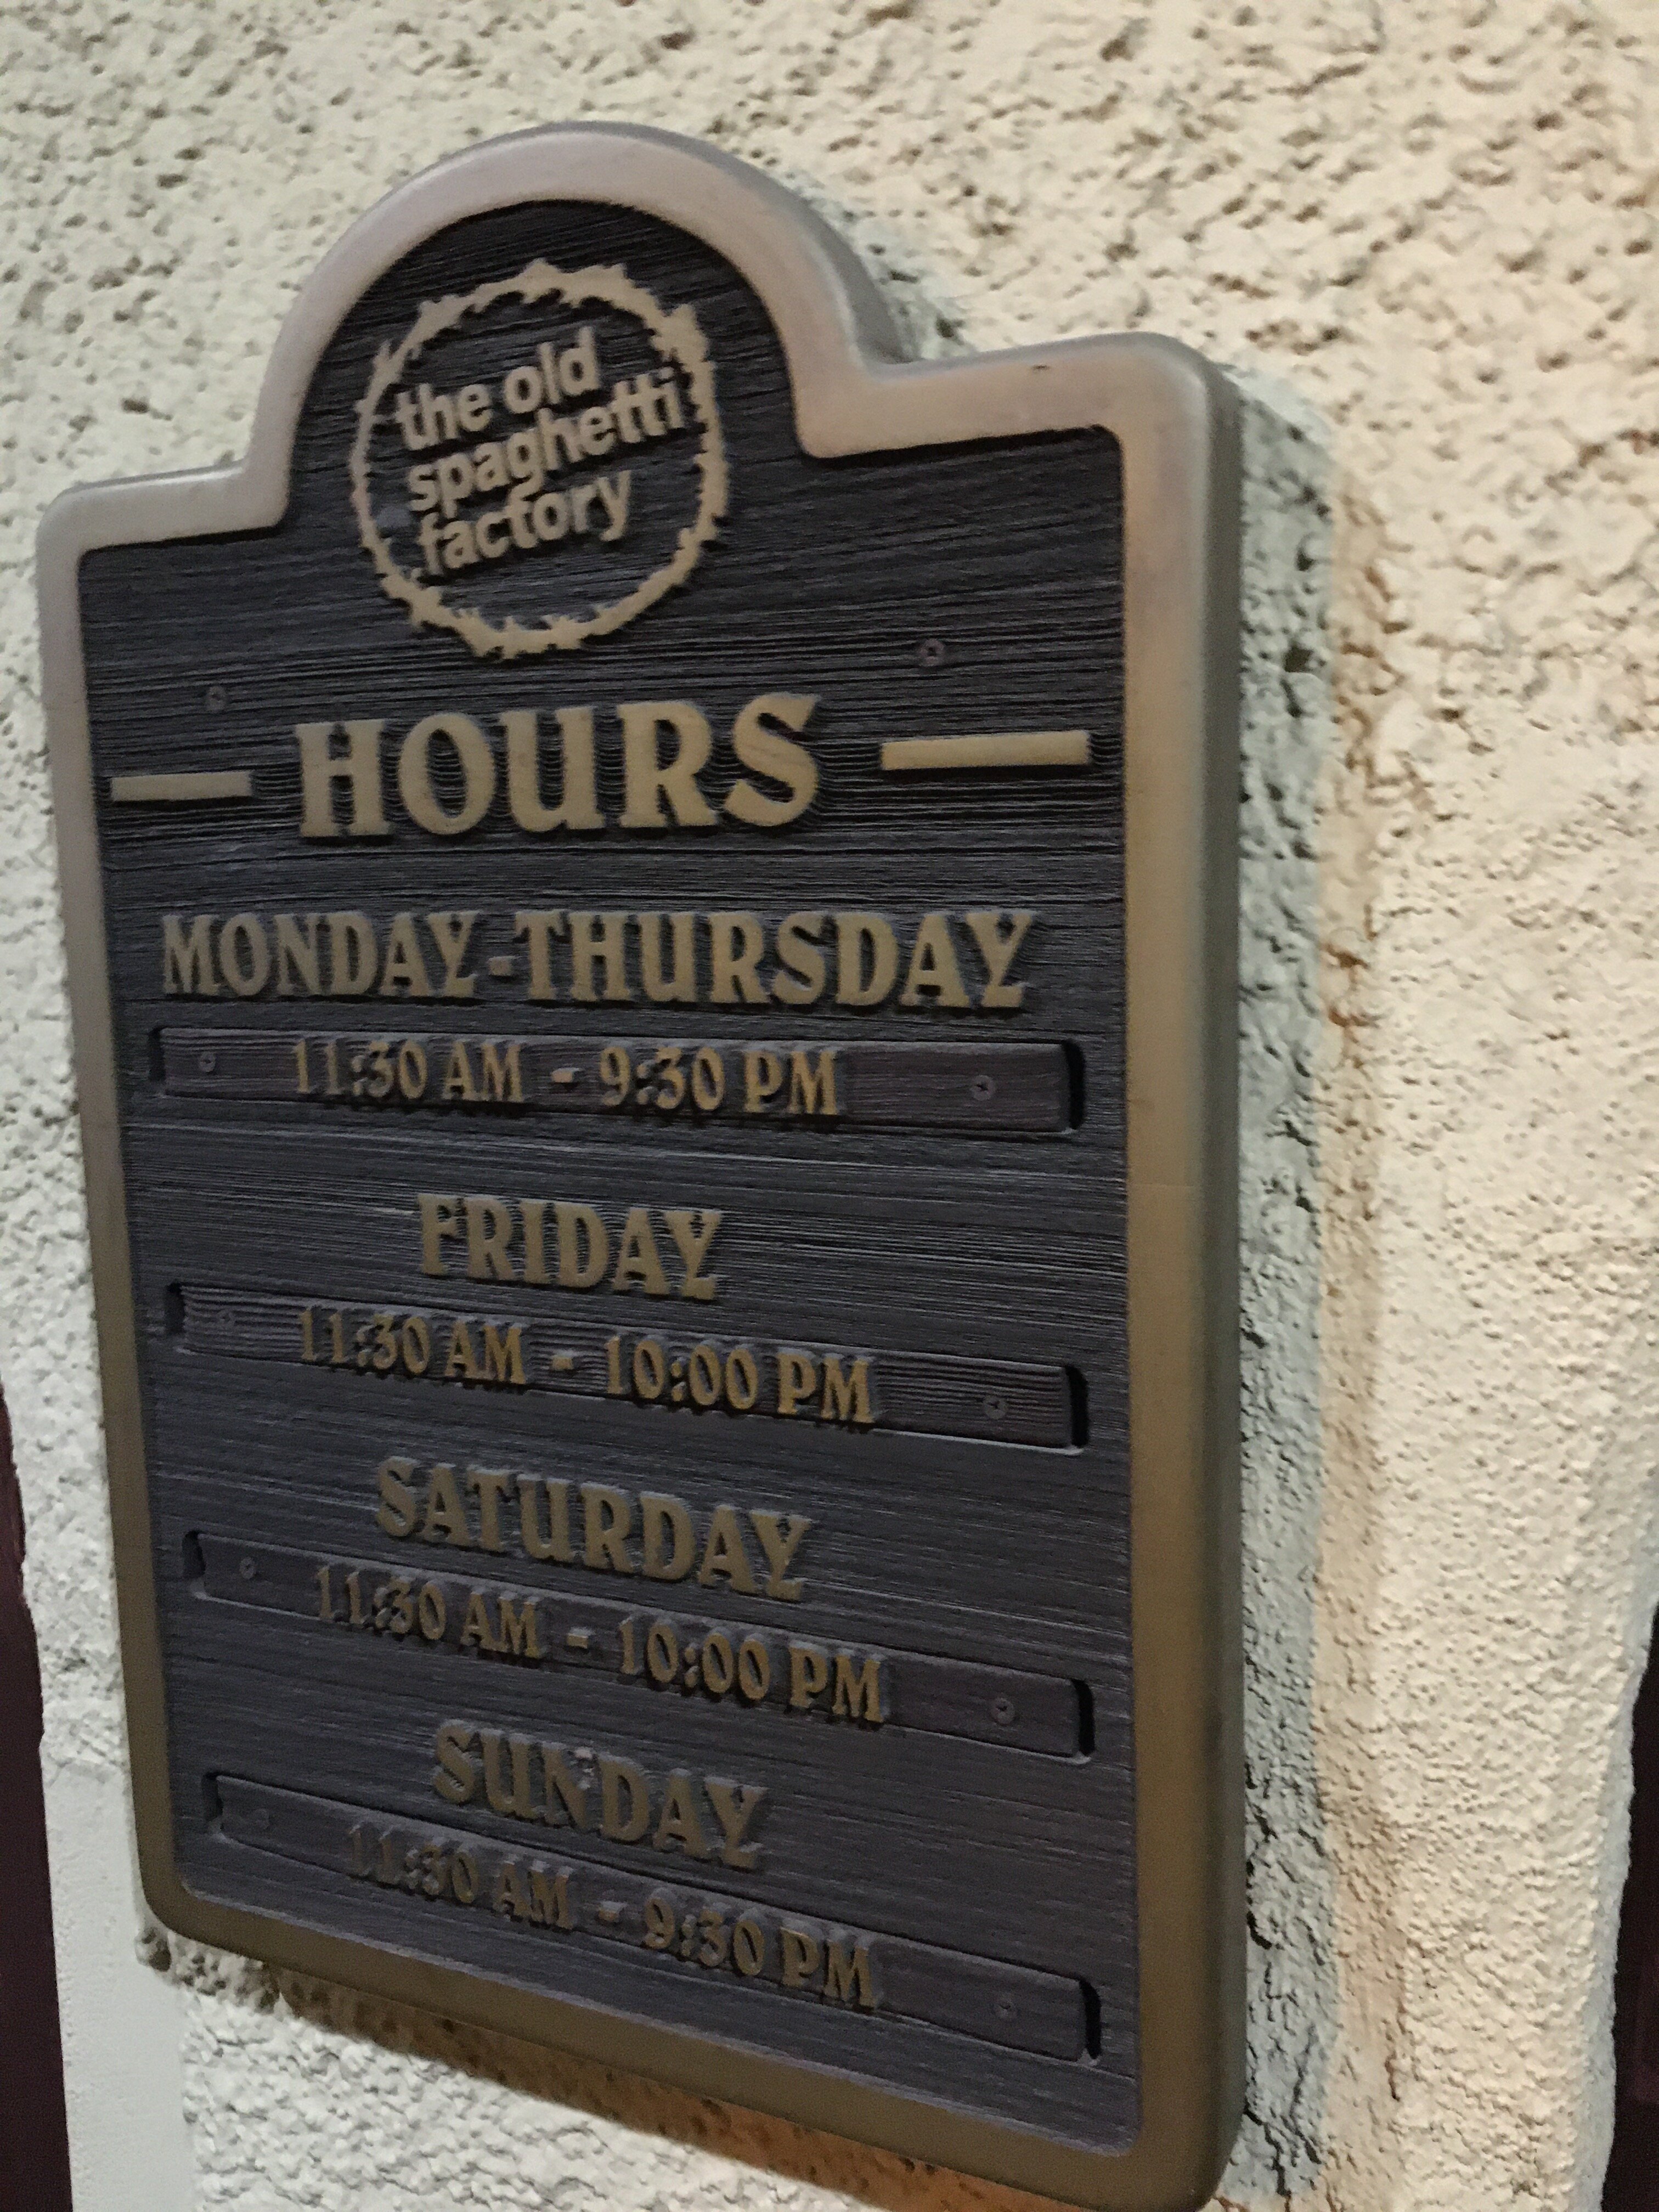 the old
spaghetti
factory
HOURS
MONDAY-THURSDAY
11:30 AM - 9:30 PM
FRIDAY
11:30 AM - 10:00 PM
SATURDAY
11:30 AM - 10:00 PM
SUNDAY
11:30 AM - 9:30 PM